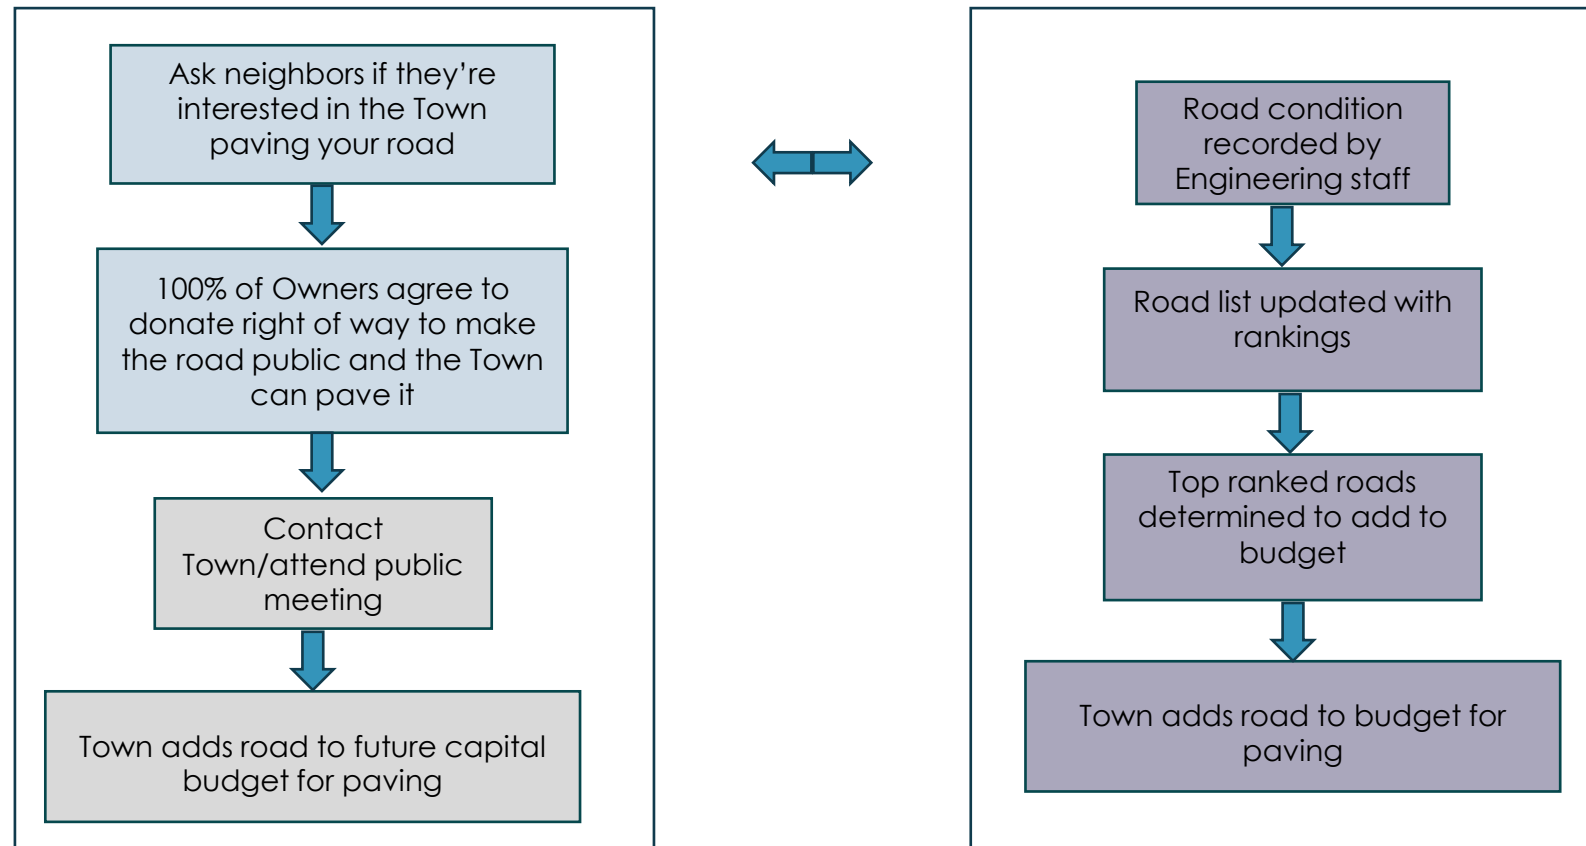 Ask neighbors if they’re
interested in the Town
paving your road
100% of Owners agree to
donate right of way to make
the road public and the Town
can pave it
Contact
Town/attend public
meeting
Town adds road to future capital
budget for paving
Road condition
recorded by
Engineering staff
Road list updated with
rankings
Top ranked roads
determined to add to
budget
Town adds road to budget for
paving